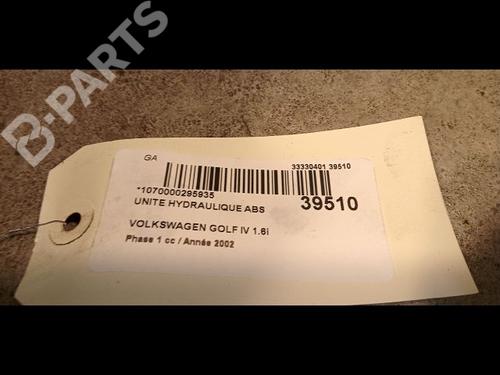 B-PARTS
GA
33330401 39510
*1070000295935
39510
UNITE HYDRAULIQUE ABS
VOLKSWAGEN GOLF IV 1.6i
Phase 1 cc / Année 2002